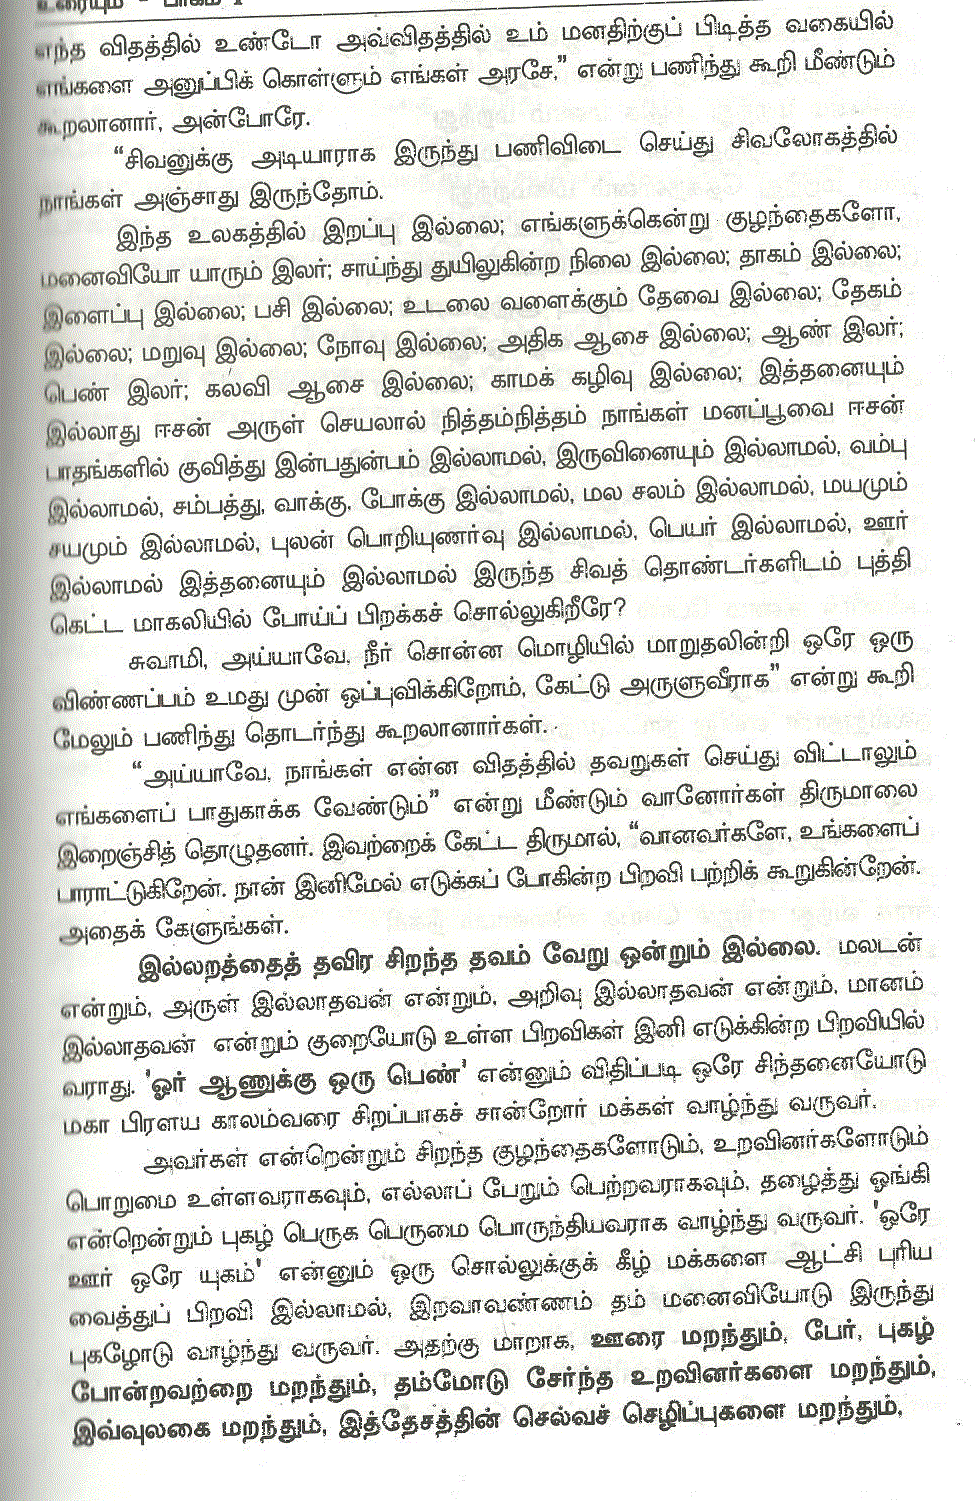 உரையும் - பாகம் 1
எந்த விதத்தில் உண்டோ அவ்விதத்தில் உம் மனதிற்குப் பிடித்த வகையில்
எங்களை அனுப்பிக் கொள்ளும் எங்கள் அரசே,” என்று பணிந்து கூறி மீண்டும்
கூறலானார், அன்போரே.
“சிவனுக்கு அடியாராக இருந்து பணிவிடை செய்து சிவலோகத்தில்
நாங்கள் அஞ்சாது இருந்தோம்.
இந்த உலகத்தில் இறப்பு இல்லை; எங்களுக்கென்று குழந்தைகளோ,
மனைவியோ யாரும் இலர்; சாய்ந்து துயிலுகின்ற நிலை இல்லை; தாகம் இல்லை;
இளைப்பு இல்லை; பசி இல்லை; உடலை வளைக்கும் தேவை இல்லை; தேகம்
இல்லை; மறுவு இல்லை; நோவு இல்லை; அதிக ஆசை இல்லை; ஆண் இலர்;
பெண் இலர்; கலவி ஆசை இல்லை; காமக் கழிவு இல்லை; இத்தனையும்
இல்லாது ஈசன் அருள் செயலால் நித்தம்நித்தம் நாங்கள் மனப்பூவை ஈசன்
பாதங்களில் குவித்து இன்பதுன்பம் இல்லாமல், இருவினையும் இல்லாமல், வம்பு
இல்லாமல், சம்பத்து, வாக்கு, போக்கு இல்லாமல், மல சலம் இல்லாமல், மயமும்
சயமும் இல்லாமல், புலன் பொறியுணர்வு இல்லாமல், பெயர் இல்லாமல், ஊர்
இல்லாமல் இத்தனையும் இல்லாமல் இருந்த சிவத் தொண்டர்களிடம் புத்தி
கெட்ட மாகலியில் போய்ப் பிறக்கச் சொல்லுகிறீரே?
சுவாமி, அய்யாவே, நீர் சொன்ன மொழியில் மாறுதலின்றி ஒரே ஒரு
விண்ணப்பம் உமது முன் ஒப்புவிக்கிறோம், கேட்டு அருளுவீராக” என்று கூறி
மேலும் பணிந்து தொடர்ந்து கூறலானார்கள்.
“அய்யாவே, நாங்கள் என்ன விதத்தில் தவறுகள் செய்து விட்டாலும்
எங்களைப் பாதுகாக்க வேண்டும்” என்று மீண்டும் வானோர்கள் திருமாலை
இறைஞ்சித் தொழுதனர். இவற்றைக் கேட்ட திருமால், “வானவர்களே, உங்களைப்
பாராட்டுகிறேன். நான் இனிமேல் எடுக்கப் போகின்ற பிறவி பற்றிக் கூறுகின்றேன்.
அதைக் கேளுங்கள்.
இல்லறத்தைத் தவிர சிறந்த தவம் வேறு ஒன்றும் இல்லை. மலடன்
என்றும், அருள் இல்லாதவன் என்றும், அறிவு இல்லாதவன் என்றும், மானம்
இல்லாதவன் என்றும் குறையோடு உள்ள பிறவிகள் இனி எடுக்கின்ற பிறவியில்
வராது. 'ஓர் ஆணுக்கு ஒரு பெண்' என்னும் விதிப்படி ஒரே சிந்தனையோடு
மகா பிரளய காலம்வரை சிறப்பாகச் சான்றோர் மக்கள் வாழ்ந்து வருவர்.
அவர்கள் என்றென்றும் சிறந்த குழந்தைகளோடும், உறவினர்களோடும்
பொறுமை உள்ளவராகவும், எல்லாப் பேறும் பெற்றவராகவும், தழைத்து ஓங்கி
என்றென்றும் புகழ் பெருக பெருமை பொருந்தியவராக வாழ்ந்து வருவர். 'ஒரே
ஊர் ஒரே யுகம்' என்னும் ஒரு சொல்லுக்குக் கீழ் மக்களை ஆட்சி புரிய
வைத்துப் பிறவி இல்லாமல், இறவாவண்ணம் தம் மனைவியோடு இருந்து
புகழோடு வாழ்ந்து வருவர். அதற்கு மாறாக, ஊரை மறந்தும், பேர், புகழ்
போன்றவற்றை மறந்தும், தம்மோடு சேர்ந்த உறவினர்களை மறந்தும்,
இவ்வுலகை மறந்தும், இத்தேசத்தின் செல்வச் செழிப்புகளை மறந்தும்,